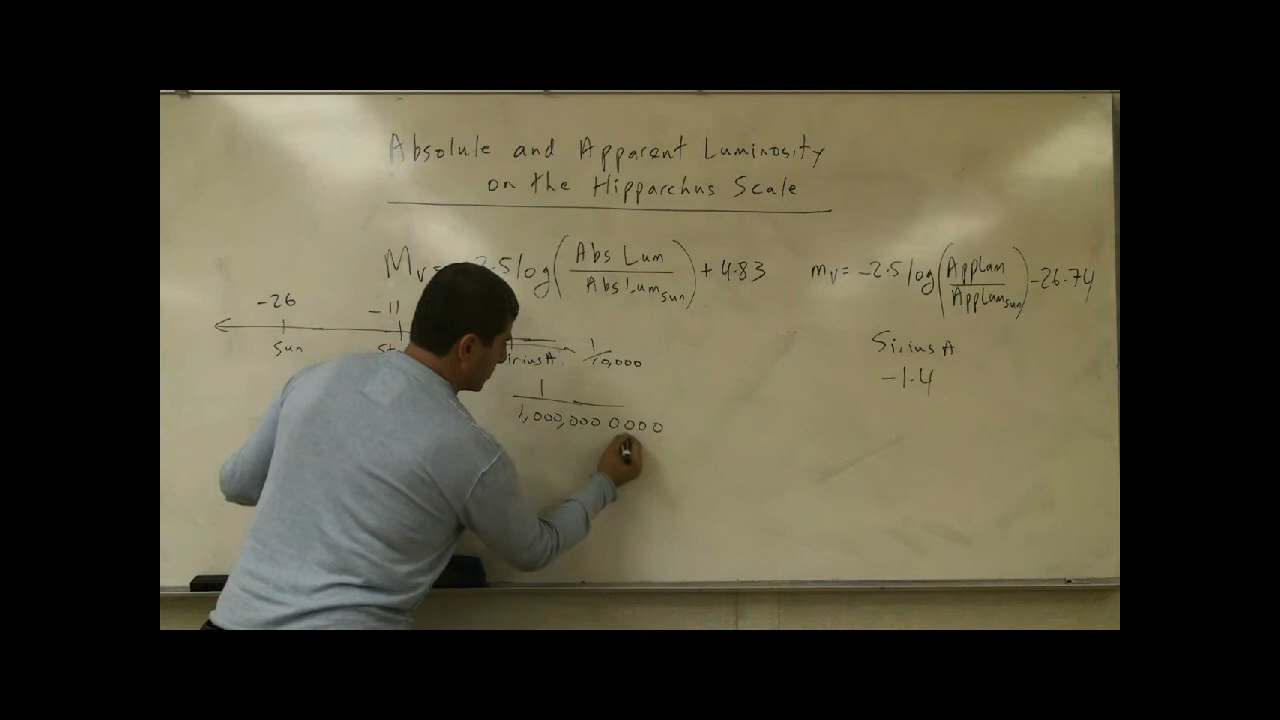 Absolute and Apparent Luminosity
on the Hipparchus Scale
Mv= -2.5 log (Abs Lum / Abs Lum sun) + 4.83
mv= -2.5 log (App Lum / App Lum sun) -26.74
-26
-11
Sun
Sirius A
1/10,000
1
1,000,000 0000
Sirius A
-1.4